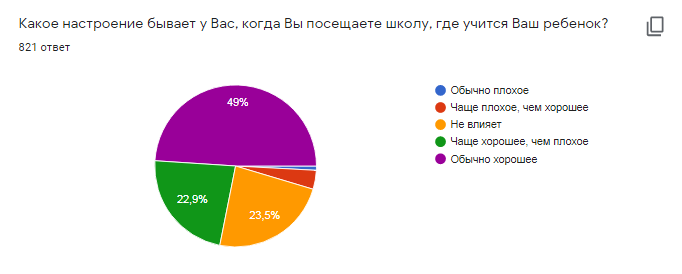 Какое настроение бывает у Вас, когда Вы посещаете школу, где учится Ваш ребенок?
821 ответ
49%
22,9%
23,5%
Обычно плохое
Чаще плохое, чем хорошее
Не влияет
Чаще хорошее, чем плохое
Обычно хорошее